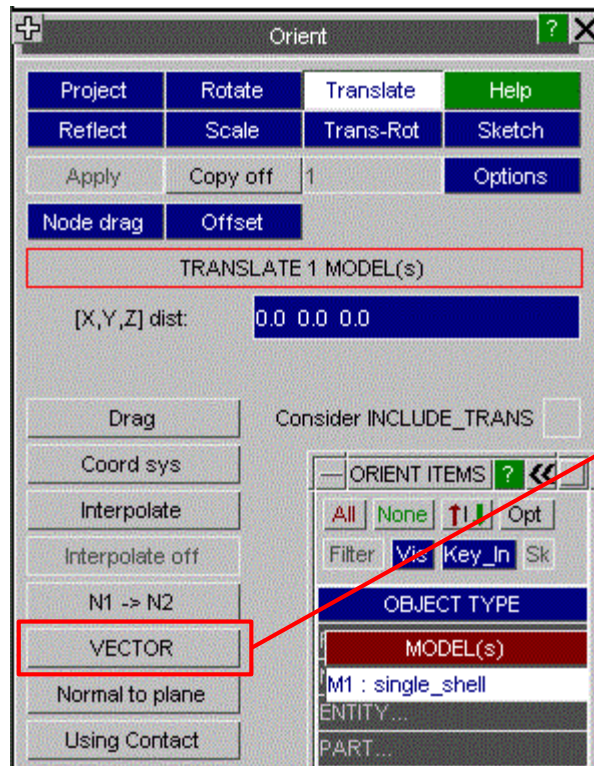 Orient ?
Project Rotate Translate Help
Reflect Scale Trans-Rot Sketch
Apply Copy off 1 Options
Node drag Offset
TRANSLATE 1 MODEL(s)
[X,Y,Z] dist: 0.0 0.0 0.0
Drag Consider INCLUDE_TRANS
Coord sys
ORIENT ITEMS ?
Interpolate
All None Opt
Interpolate off
Filter Vis Key_In Sk
N1 -> N2
OBJECT TYPE
VECTOR
MODEL(s)
Normal to plane
M1 : single_shell
ENTITY...
Using Contact
PART...